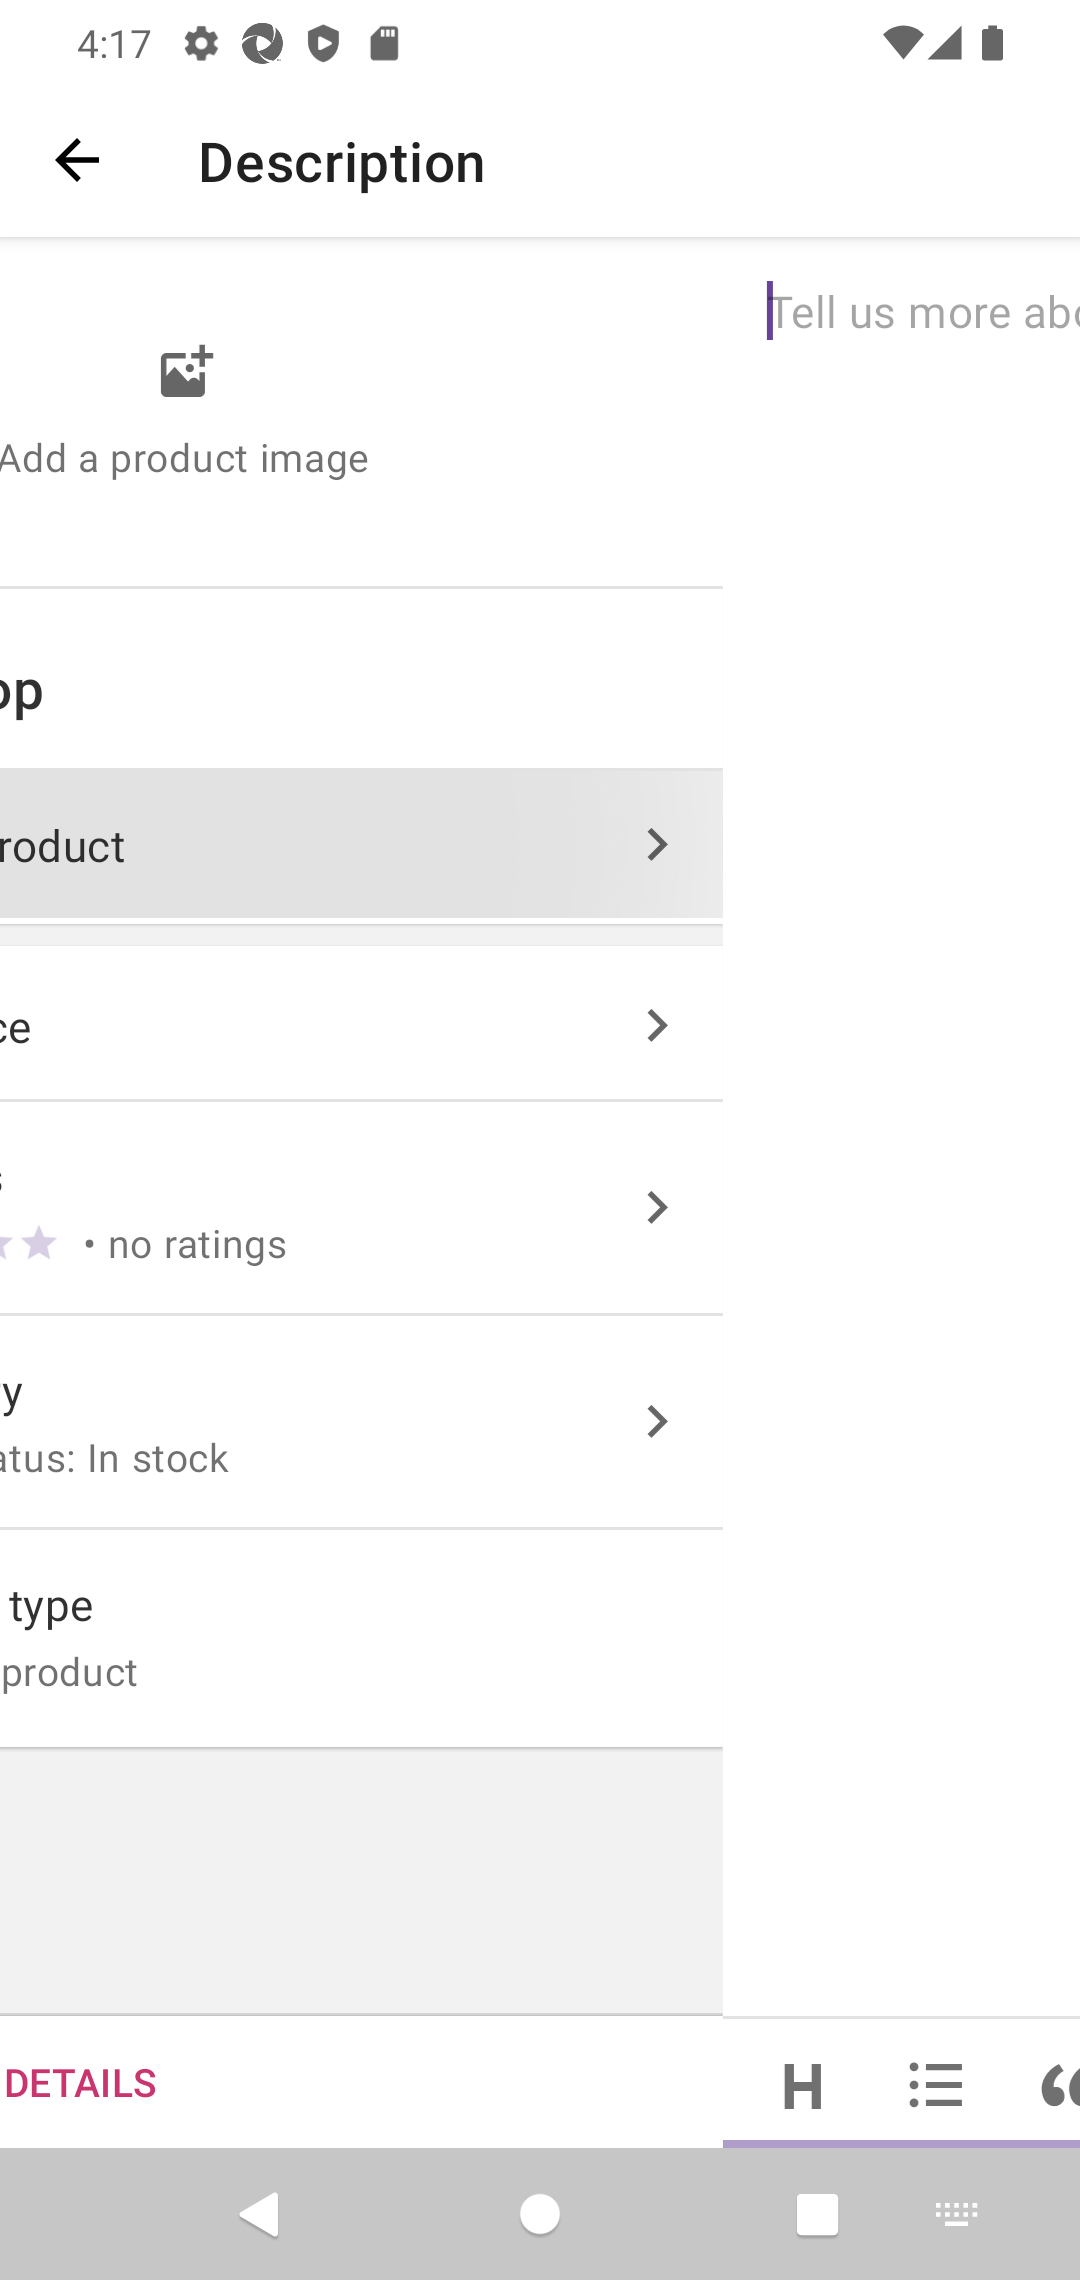 4:17
Description
Tell us more abo
Add a product image
op
roduct
ce
s
• no ratings
y
atus: In stock
type
product
DETAILS
H